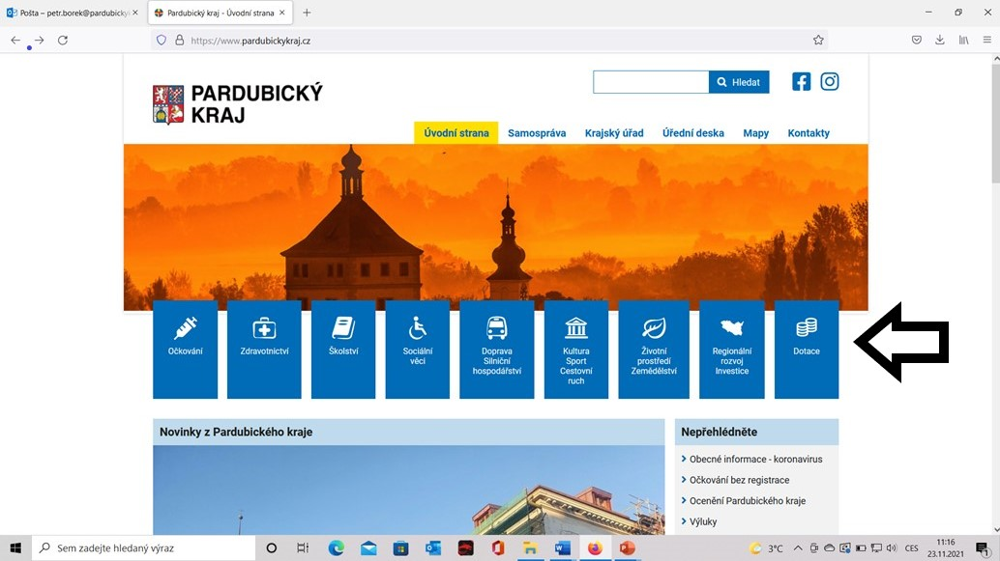 Pošta – petr.borek@pardubický
Pardubický kraj - Úvodní strana
https://www.pardubickykraj.cz
PARDUBICKÝ
KRAJ
Hledat
Úvodní strana Samospráva Krajský úřad Úřední deska Mapy Kontakty
Očkování
Zdravotnictví
Školství
Sociální
věci
Doprava
Silniční
hospodářství
Kultura
Sport
Cestovní
ruch
Životní
prostředí
Zemědělství
Regionální
rozvoj
Investice
Dotace
Novinky z Pardubického kraje
Nepřehlédněte
Obecné informace - koronavirus
Očkování bez registrace
Ocenění Pardubického kraje
Výluky
Sem zadejte hledaný výraz
3°C
CES
11:16
23.11.2021
1